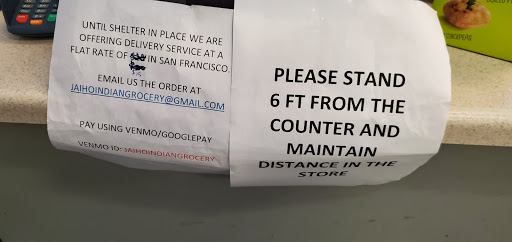 UNTIL SHELTER IN PLACE WE ARE
OFFERING DELIVERY SERVICE AT A
FLAT RATE OF IN SAN FRANCISCO.
EMAIL US THE ORDER AT
JAIHOINDIANGROCERY@GMAIL.COM
PAY USING VENMO/GOOGLEPAY
VENMO ID: JAIHOINDIANGROCERY
PLEASE STAND
6 FT FROM THE
COUNTER AND
MAINTAIN
DISTANCE IN THE
STORE